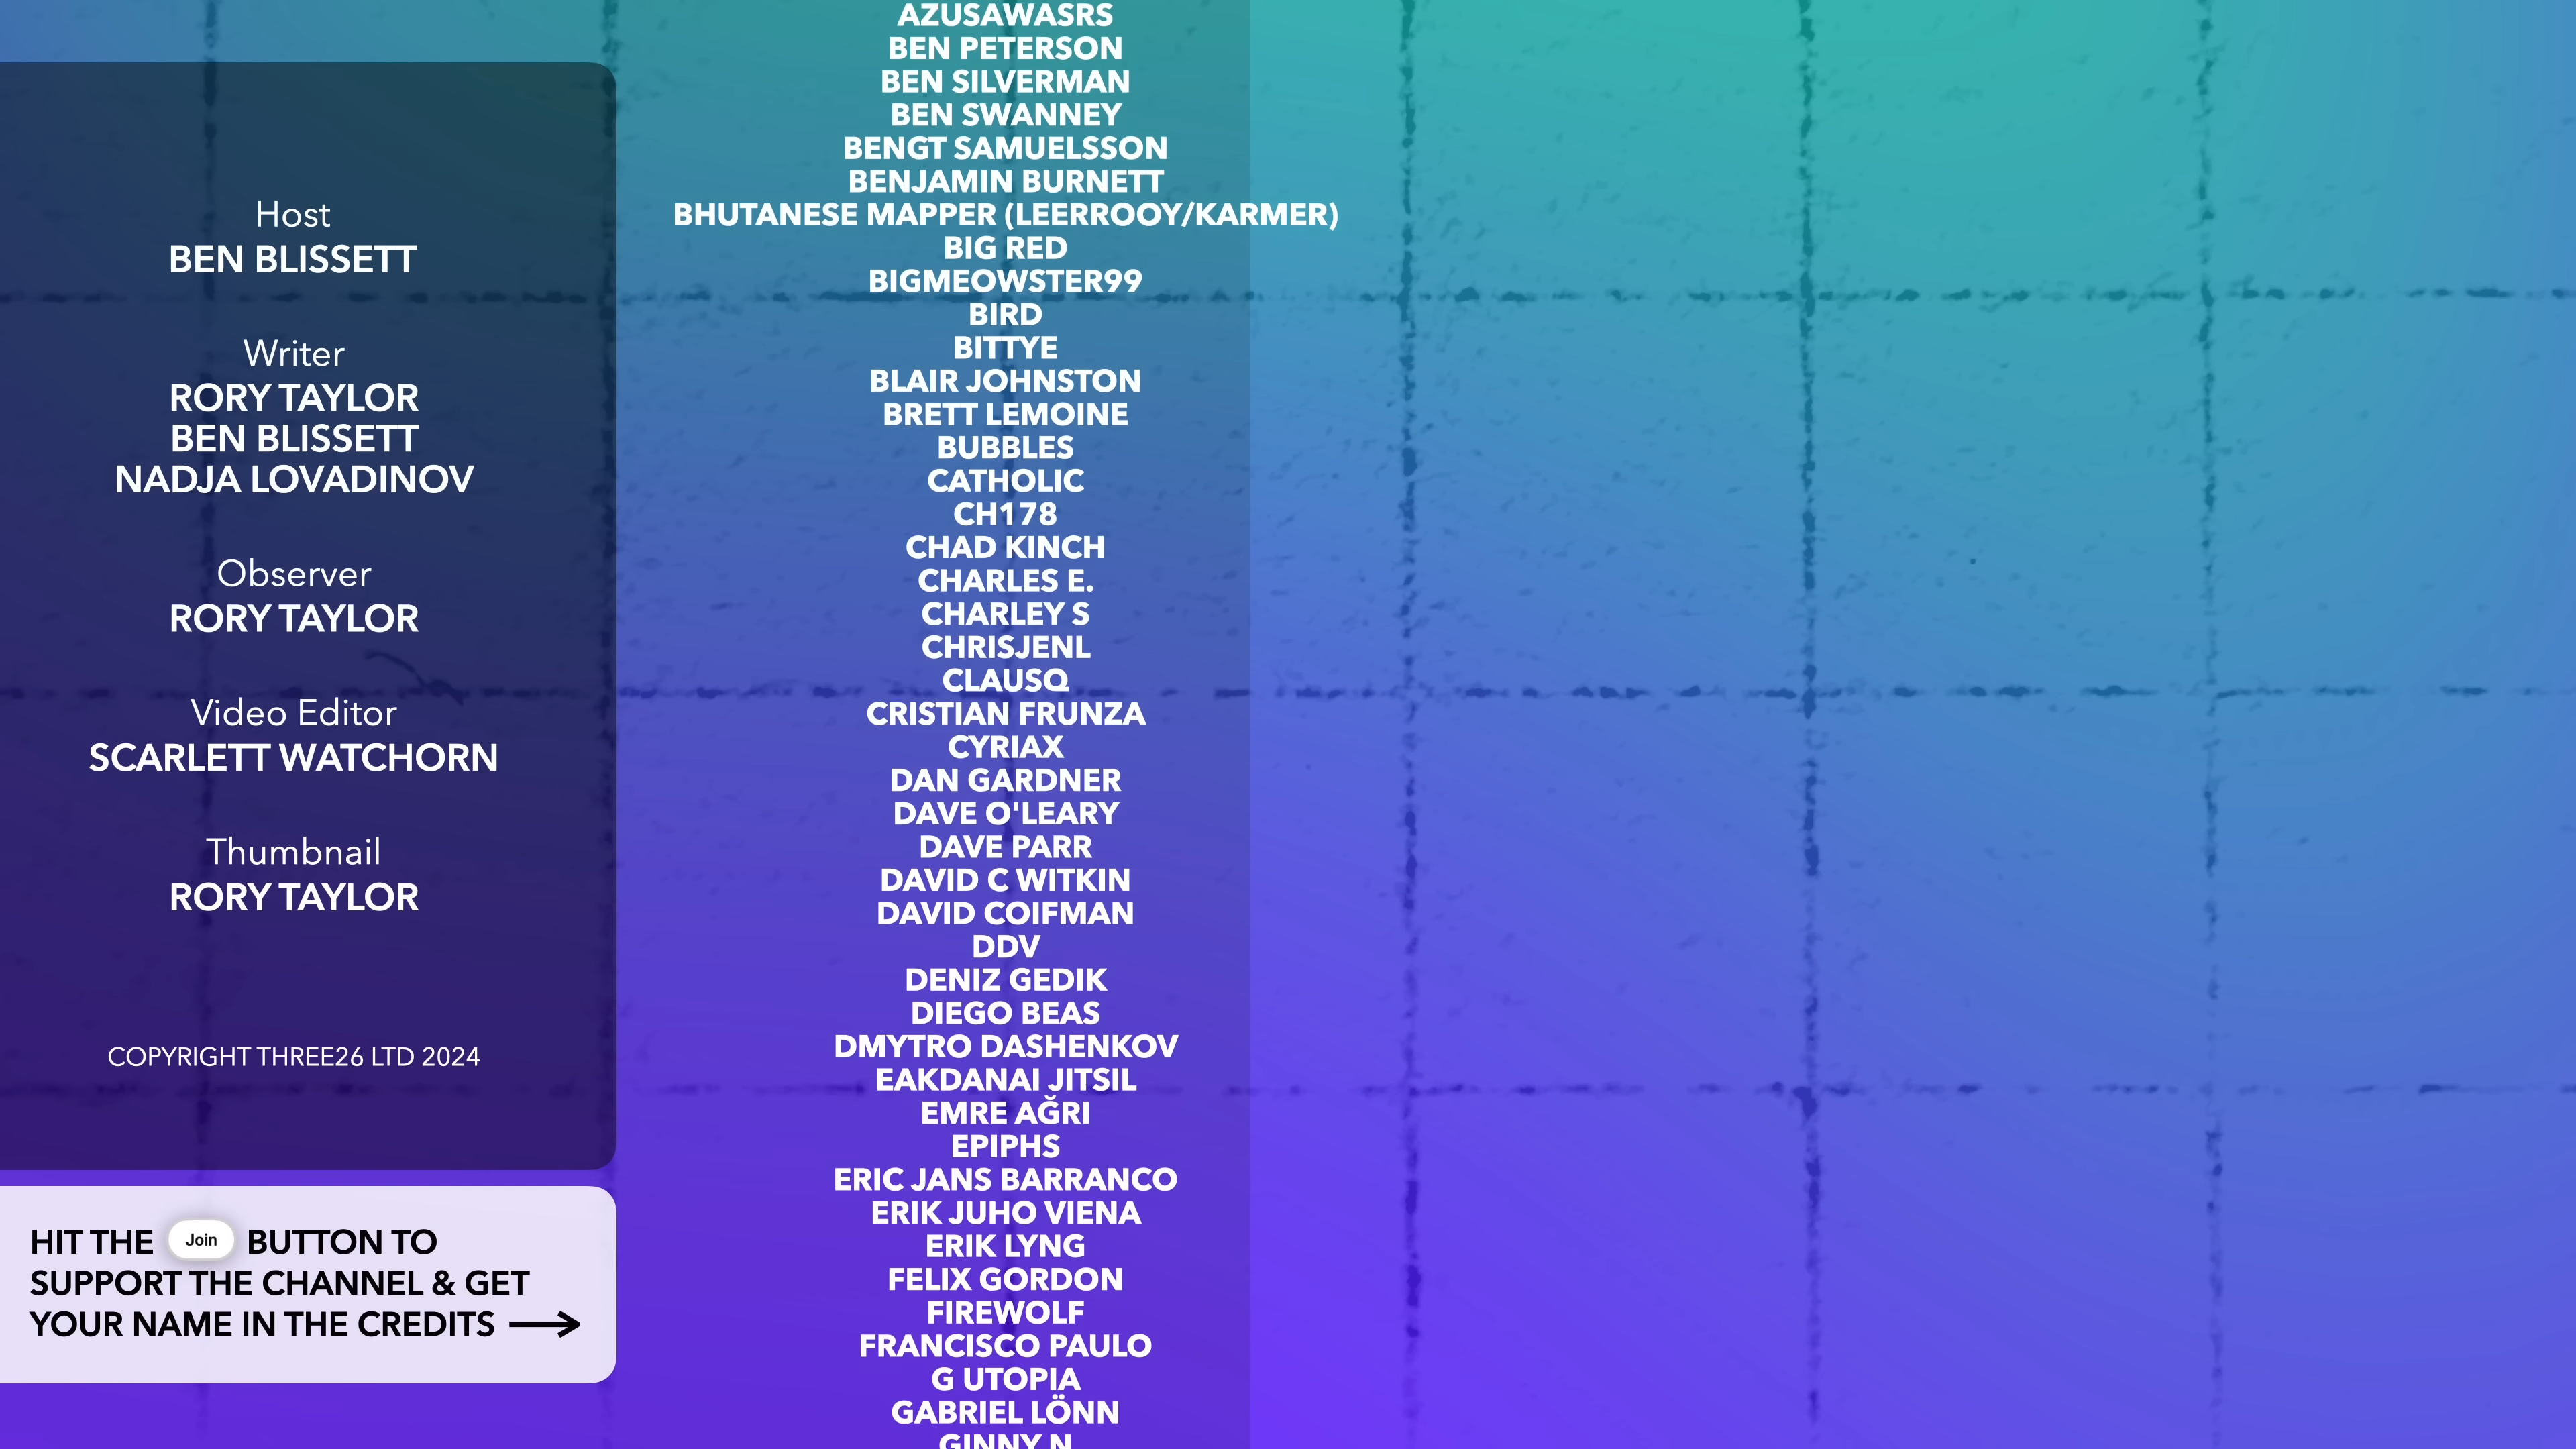 Host
BEN BLISSETT
Writer
RORY TAYLOR
BEN BLISSETT
NADJA LOVADINOV
Observer
RORY TAYLOR
Video Editor
SCARLETT WATCHORN
Thumbnail
RORY TAYLOR
COPYRIGHT THREE26 LTD 2024
HIT THE Join BUTTON TO
SUPPORT THE CHANNEL & GET
YOUR NAME IN THE CREDITS →
AZUSAWASRS
BEN PETERSON
BEN SILVERMAN
BEN SWANNEY
BENGT SAMUELSSON
BENJAMIN BURNETT
BHUTANESE MAPPER (LEERROOY/KARMER)
BIG RED
BIGMEOWSTER99
BIRD
BITTYE
BLAIR JOHNSTON
BRETT LEMOINE
BUBBLES
CATHOLIC
CH178
CHAD KINCH
CHARLES E.
CHARLEY S
CHRISJENL
CLAUSQ
CRISTIAN FRUNZA
CYRIAX
DAN GARDNER
DAVE O'LEARY
DAVE PARR
DAVID C WITKIN
DAVID COIFMAN
DDV
DENIZ GEDIK
DIEGO BEAS
DMYTRO DASHENKOV
EAKDANAI JITSIL
EMRE AĞRI
EPIPHS
ERIC JANS BARRANCO
ERIK JUHO VIENA
ERIK LYNG
FELIX GORDON
FIREWOLF
FRANCISCO PAULO
G UTOPIA
GABRIEL LÖNN
GINNY N